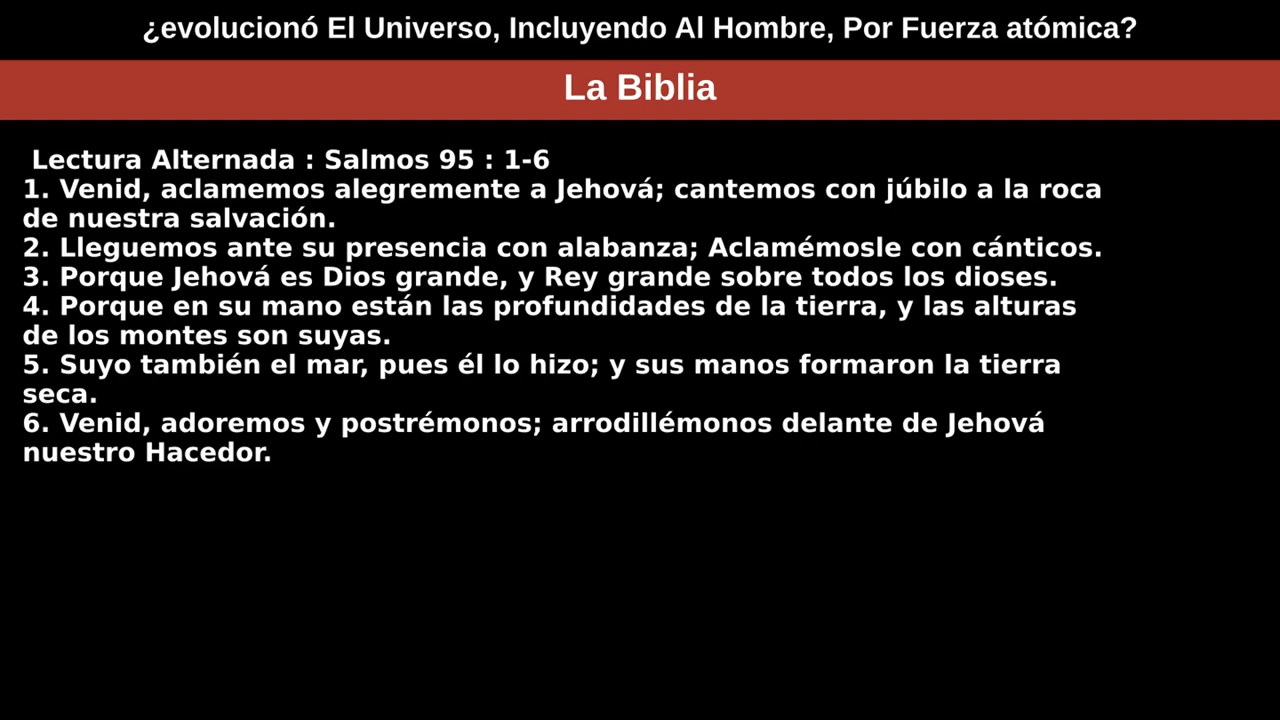 ¿evolucionó El Universo, Incluyendo Al Hombre, Por Fuerza atómica?
La Biblia
Lectura Alternada : Salmos 95 : 1-6
1. Venid, aclamemos alegremente a Jehová; cantemos con júbilo a la roca
de nuestra salvación.
2. Lleguemos ante su presencia con alabanza; Aclamémosle con cánticos.
3. Porque Jehová es Dios grande, y Rey grande sobre todos los dioses.
4. Porque en su mano están las profundidades de la tierra, y las alturas
de los montes son suyas.
5. Suyo también el mar, pues él lo hizo; y sus manos formaron la tierra
seca.
6. Venid, adoremos y postrémonos; arrodillémonos delante de Jehová
nuestro Hacedor.